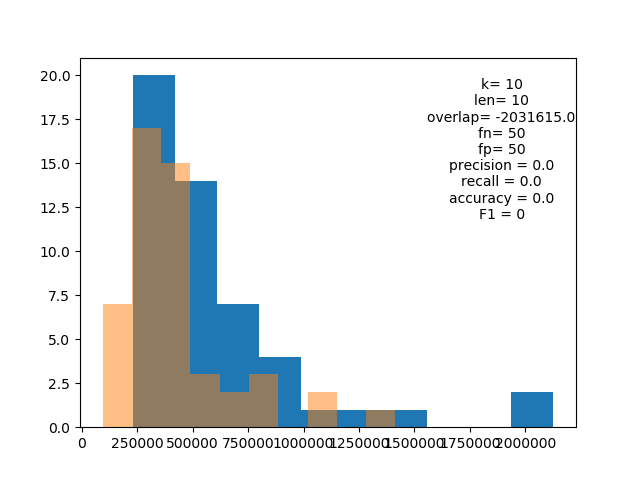 20.0
17.5
15.0
12.5
10.0
7.5
5.0
2.5
0.0
0 250000 500000 750000 1000000 1250000 1500000 1750000 2000000
k= 10
len= 10
overlap= -2031615.0
fn= 50
fp= 50
precision = 0.0
recall = 0.0
accuracy = 0.0
F1 = 0